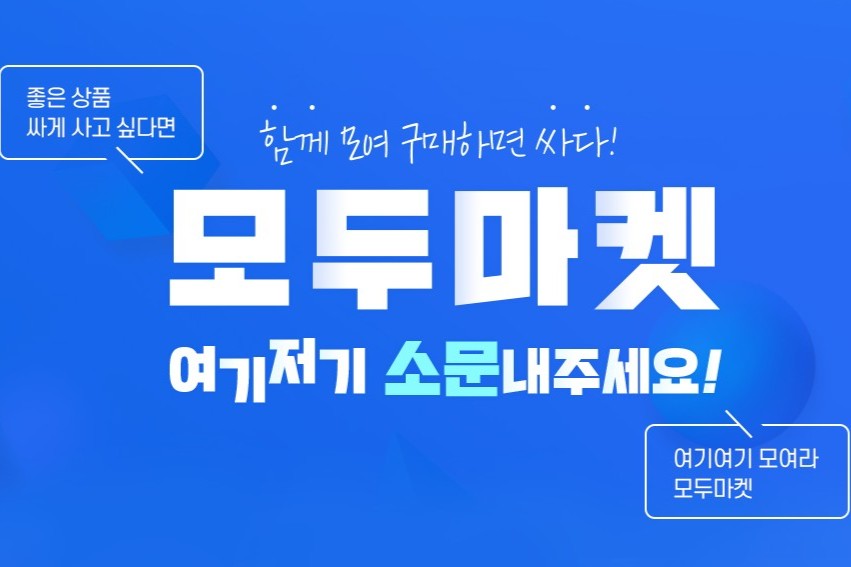 좋은 상품
싸게 사고 싶다면
함께 모여 구매하면 싸다!
모두마켓
여기저기 소문내주세요!
여기여기 모여라
모두마켓